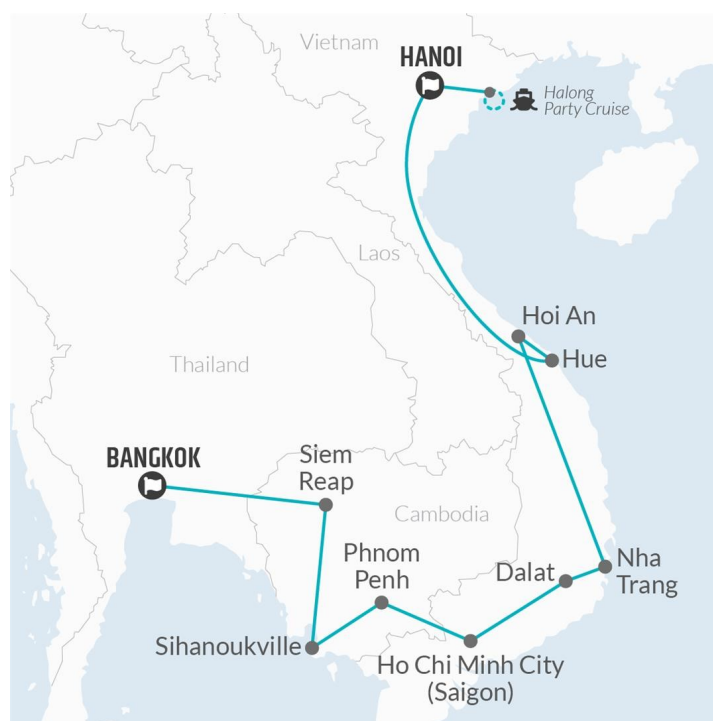 Vietnam
HANOI
Halong
Party Cruise
Laos
Hoi An
Hue
Thailand
BANGKOK
Siem
Reap
Cambodia
Phnom
Penh
Nha
Trang
Dalat
Sihanoukville
Ho Chi Minh City
(Saigon)